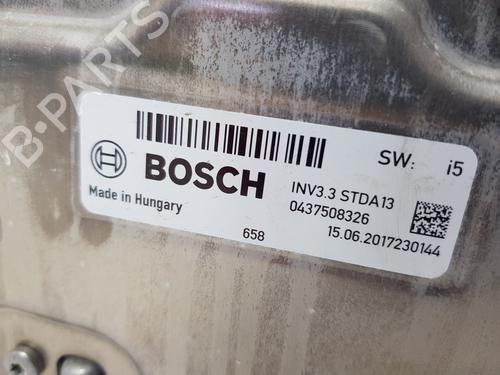 SW: i5
BOSCH
INV3.3 STDA13
Made in Hungary
0437508326
658
15.06.2017230144
B-PARTS